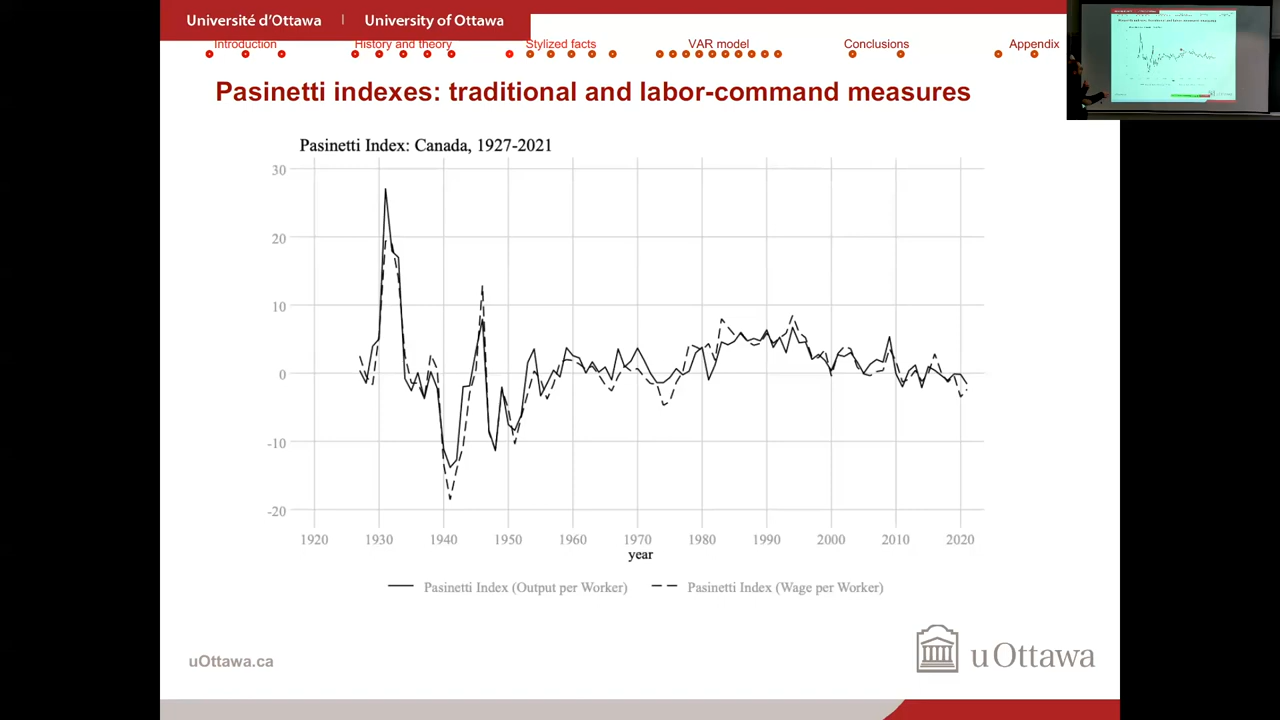 Université d'Ottawa | University of Ottawa
Introduction History and theory Stylized facts VAR model Conclusions Appendix
Pasinetti indexes: traditional and labor-command measures
Pasinetti Index: Canada, 1927-2021
30
20
10
0
-10
-20
1920 1930 1940 1950 1960 1970 1980 1990 2000 2010 2020
year
Pasinetti Index (Output per Worker) Pasinetti Index (Wage per Worker)
uOttawa.ca
uOttawa